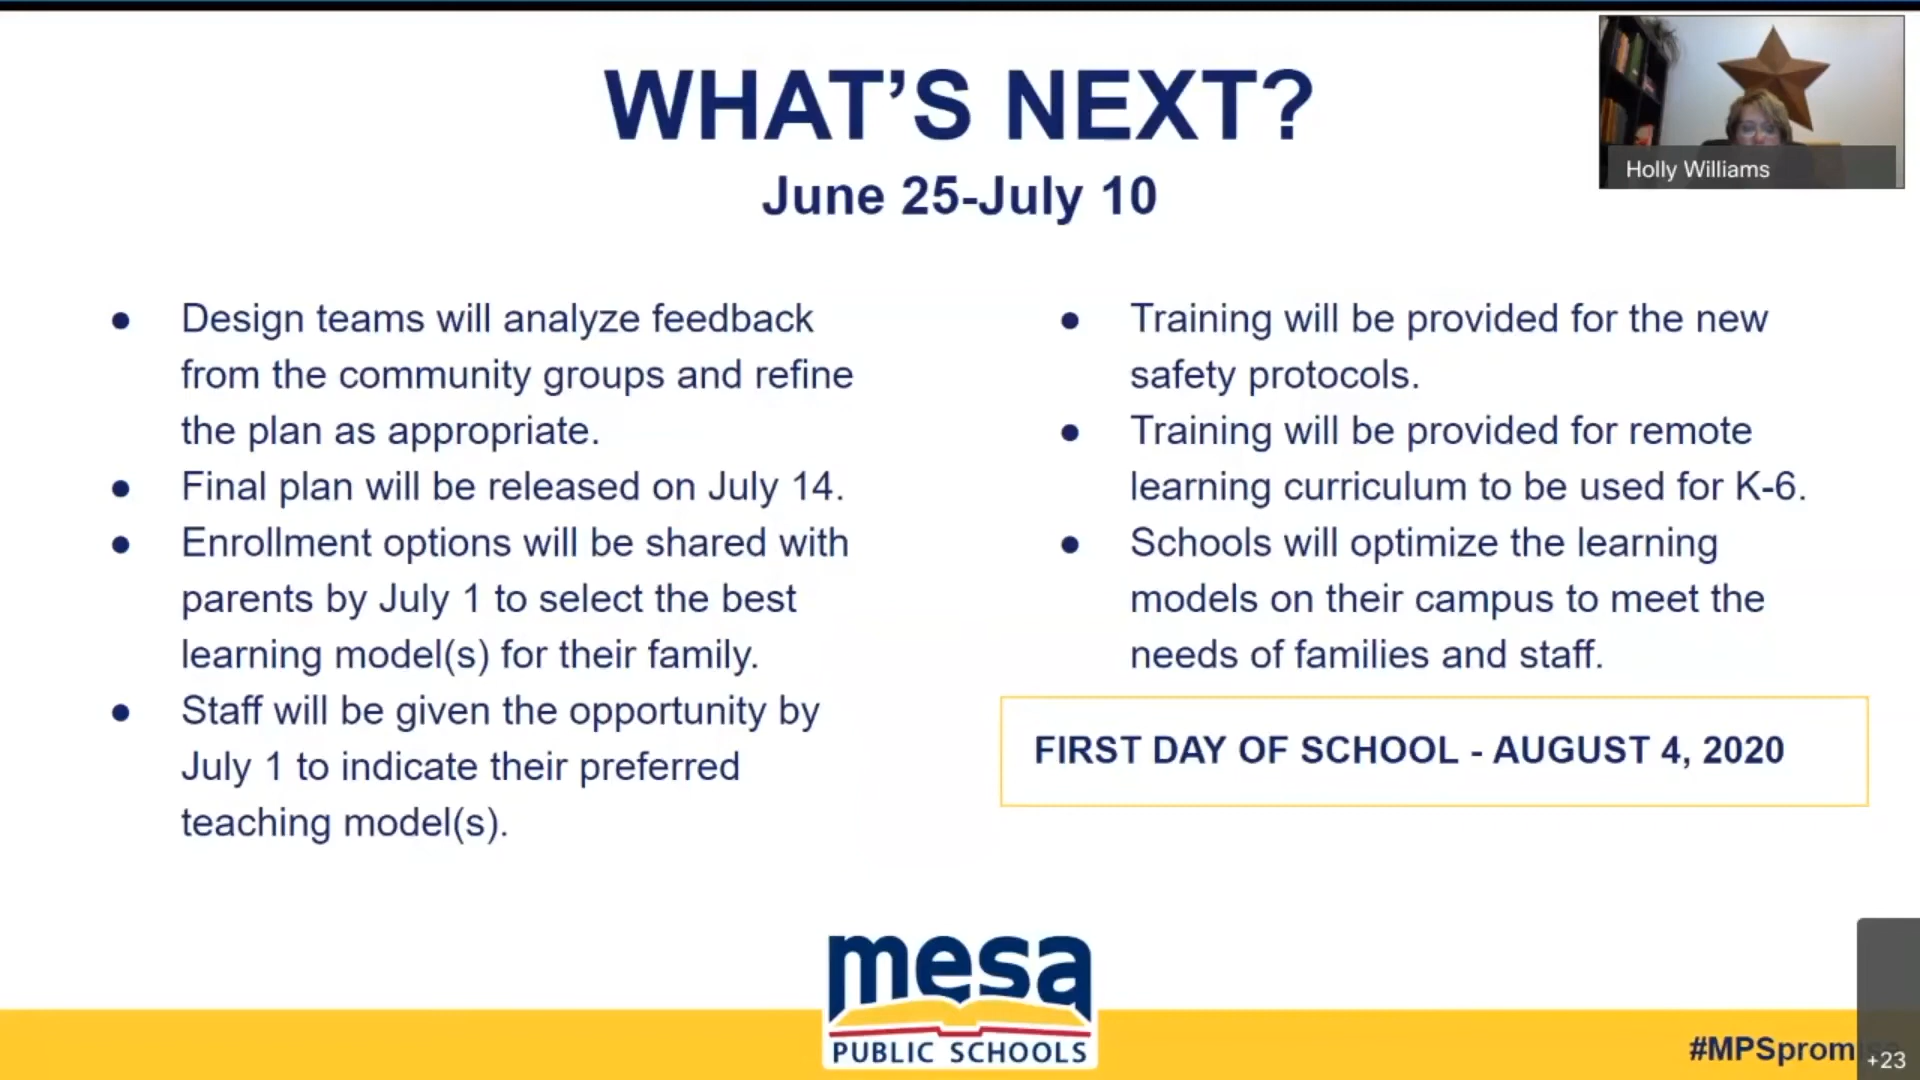 WHAT'S NEXT?
June 25-July 10
Holly Williams
● Design teams will analyze feedback
from the community groups and refine
the plan as appropriate.
● Final plan will be released on July 14.
● Enrollment options will be shared with
parents by July 1 to select the best
learning model(s) for their family.
● Staff will be given the opportunity by
July 1 to indicate their preferred
teaching model(s).
● Training will be provided for the new
safety protocols.
● Training will be provided for remote
learning curriculum to be used for K-6.
● Schools will optimize the learning
models on their campus to meet the
needs of families and staff.
FIRST DAY OF SCHOOL - AUGUST 4, 2020
mesa
PUBLIC SCHOOLS
#MPSpromise
+23